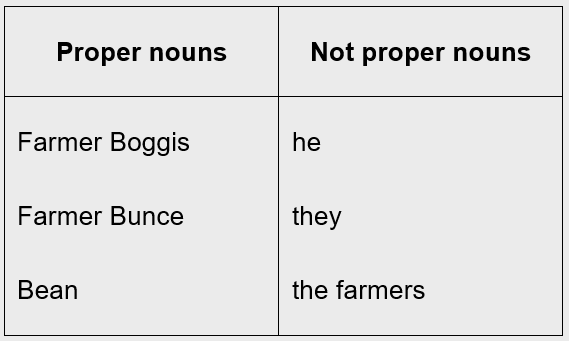 Proper nouns Not proper nouns
Farmer Boggis he
Farmer Bunce they
Bean the farmers